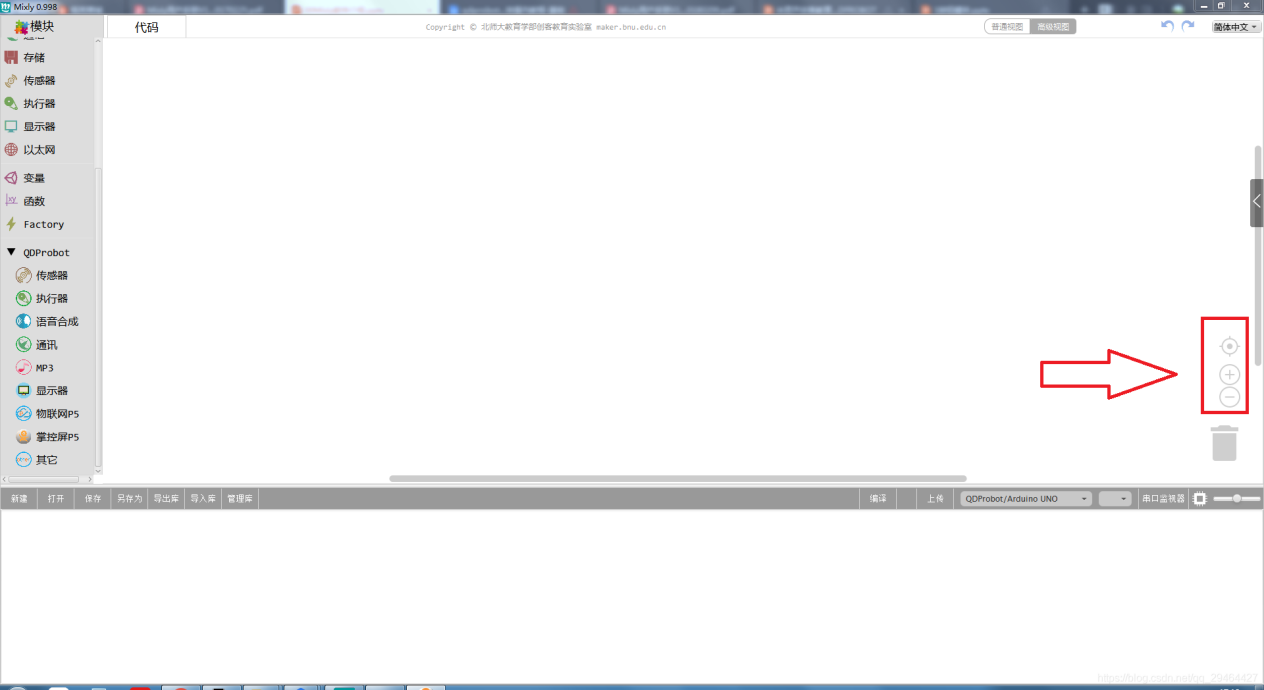 Mixly 0.998
模块
代码
Copyright © 北师大教育学部创客教育实验室 maker.bnu.edu.cn
普通视图 高级视图
简体中文
存储
传感器
执行器
显示器
以太网
变量
函数
Factory
QDProbot
传感器
执行器
语音合成
通讯
MP3
显示器
物联网P5
掌控屏P5
其它
新建 打开 保存 另存为 导出库 导入库 管理库 编译 上传 QDProbot/Arduino UNO 串口监视器
https://blog.csdn.net/qq_29464427